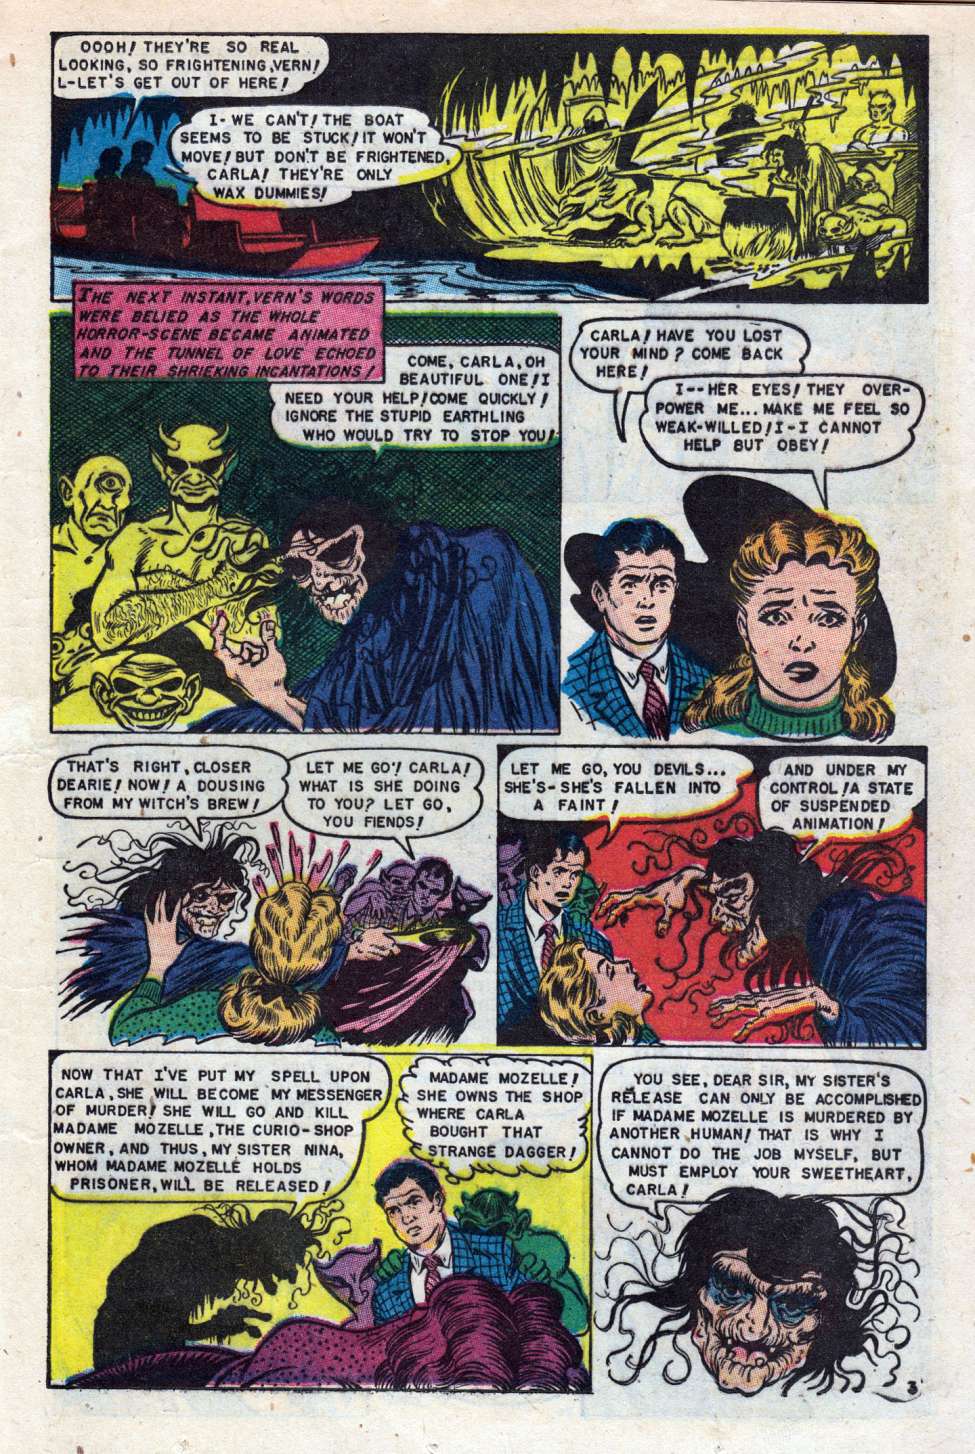 OOOH! THEY'RE SO REAL
LOOKING, SO FRIGHTENING, VERN!
L-LET'S GET OUT OF HERE!
I-WE CAN'T! THE BOAT
SEEMS TO BE STUCK! IT WON'T
MOVE! BUT DON'T BE FRIGHTENED,
CARLA! THEY'RE ONLY
WAX DUMMIES!
THE NEXT INSTANT, VERN'S WORDS
WERE BELIED AS THE WHOLE
HORROR-SCENE BECAME ANIMATED
AND THE TUNNEL OF LOVE ECHOED
TO THEIR SHRIEKING INCANTATIONS!
COME, CARLA, OH
BEAUTIFUL ONE! I
NEED YOUR HELP! COME QUICKLY!
IGNORE THE STUPID EARTHLING
WHO WOULD TRY TO STOP YOU!
CARLA! HAVE YOU LOST
YOUR MIND? COME BACK
HERE!
I--HER EYES! THEY OVER-
POWER ME... MAKE ME FEEL SO
WEAK-WILLED! I-I CANNOT
HELP BUT OBEY!
THAT'S RIGHT, CLOSER
DEARIE! NOW! A DOUSING
FROM MY WITCH'S BREW!
LET ME GO! CARLA!
WHAT IS SHE DOING
TO YOU? LET GO,
YOU FIENDS!
LET ME GO, YOU DEVILS...
SHE'S-SHE'S FALLEN INTO
A FAINT!
AND UNDER MY
CONTROL! A STATE
OF SUSPENDED
ANIMATION!
NOW THAT I'VE PUT MY SPELL UPON
CARLA, SHE WILL BECOME MY MESSENGER
OF MURDER! SHE WILL GO AND KILL
MADAME MOZELLE, THE CURIO-SHOP
OWNER, AND THUS, MY SISTER NINA,
WHOM MADAME MOZELLE HOLDS
PRISONER, WILL BE RELEASED!
MADAME MOZELLE!
SHE OWNS THE SHOP
WHERE CARLA
BOUGHT THAT
STRANGE DAGGER!
YOU SEE, DEAR SIR, MY SISTER'S
RELEASE CAN ONLY BE ACCOMPLISHED
IF MADAME MOZELLE IS MURDERED BY
ANOTHER HUMAN! THAT IS WHY I
CANNOT DO THE JOB MYSELF, BUT
MUST EMPLOY YOUR SWEETHEART,
CARLA!
3